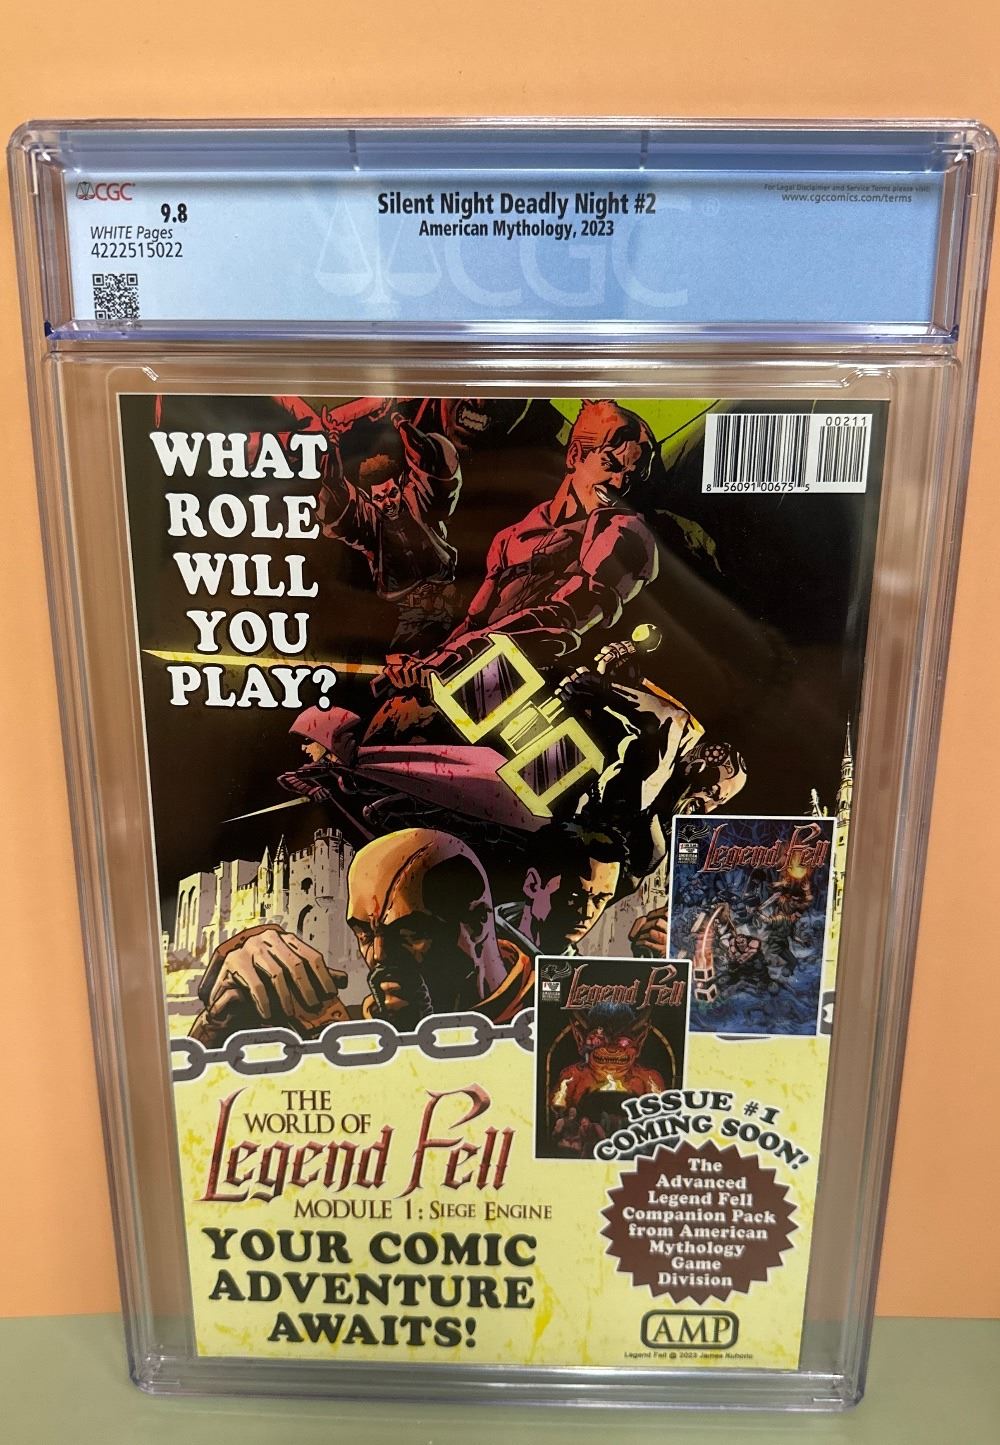 CGC
9.8
WHITE Pages
4222515022
Silent Night Deadly Night #2
American Mythology, 2023
For Legal Disclaimer and Service Terms please visit:
www.cgccomics.com/terms
CGC
00211
8 56091 00675 5
WHAT
ROLE
WILL
YOU
PLAY?
Legend Fell
Legend Fell
ISSUE #1
COMING SOON!
THE
WORLD OF
Legend Fell
MODULE 1: SIEGE ENGINE
YOUR COMIC
ADVENTURE
AWAITS!
The
Advanced
Legend Fell
Companion Pack
from American
Mythology
Game
Division
AMP
Legend Fell @ 2023 James Kuhoric